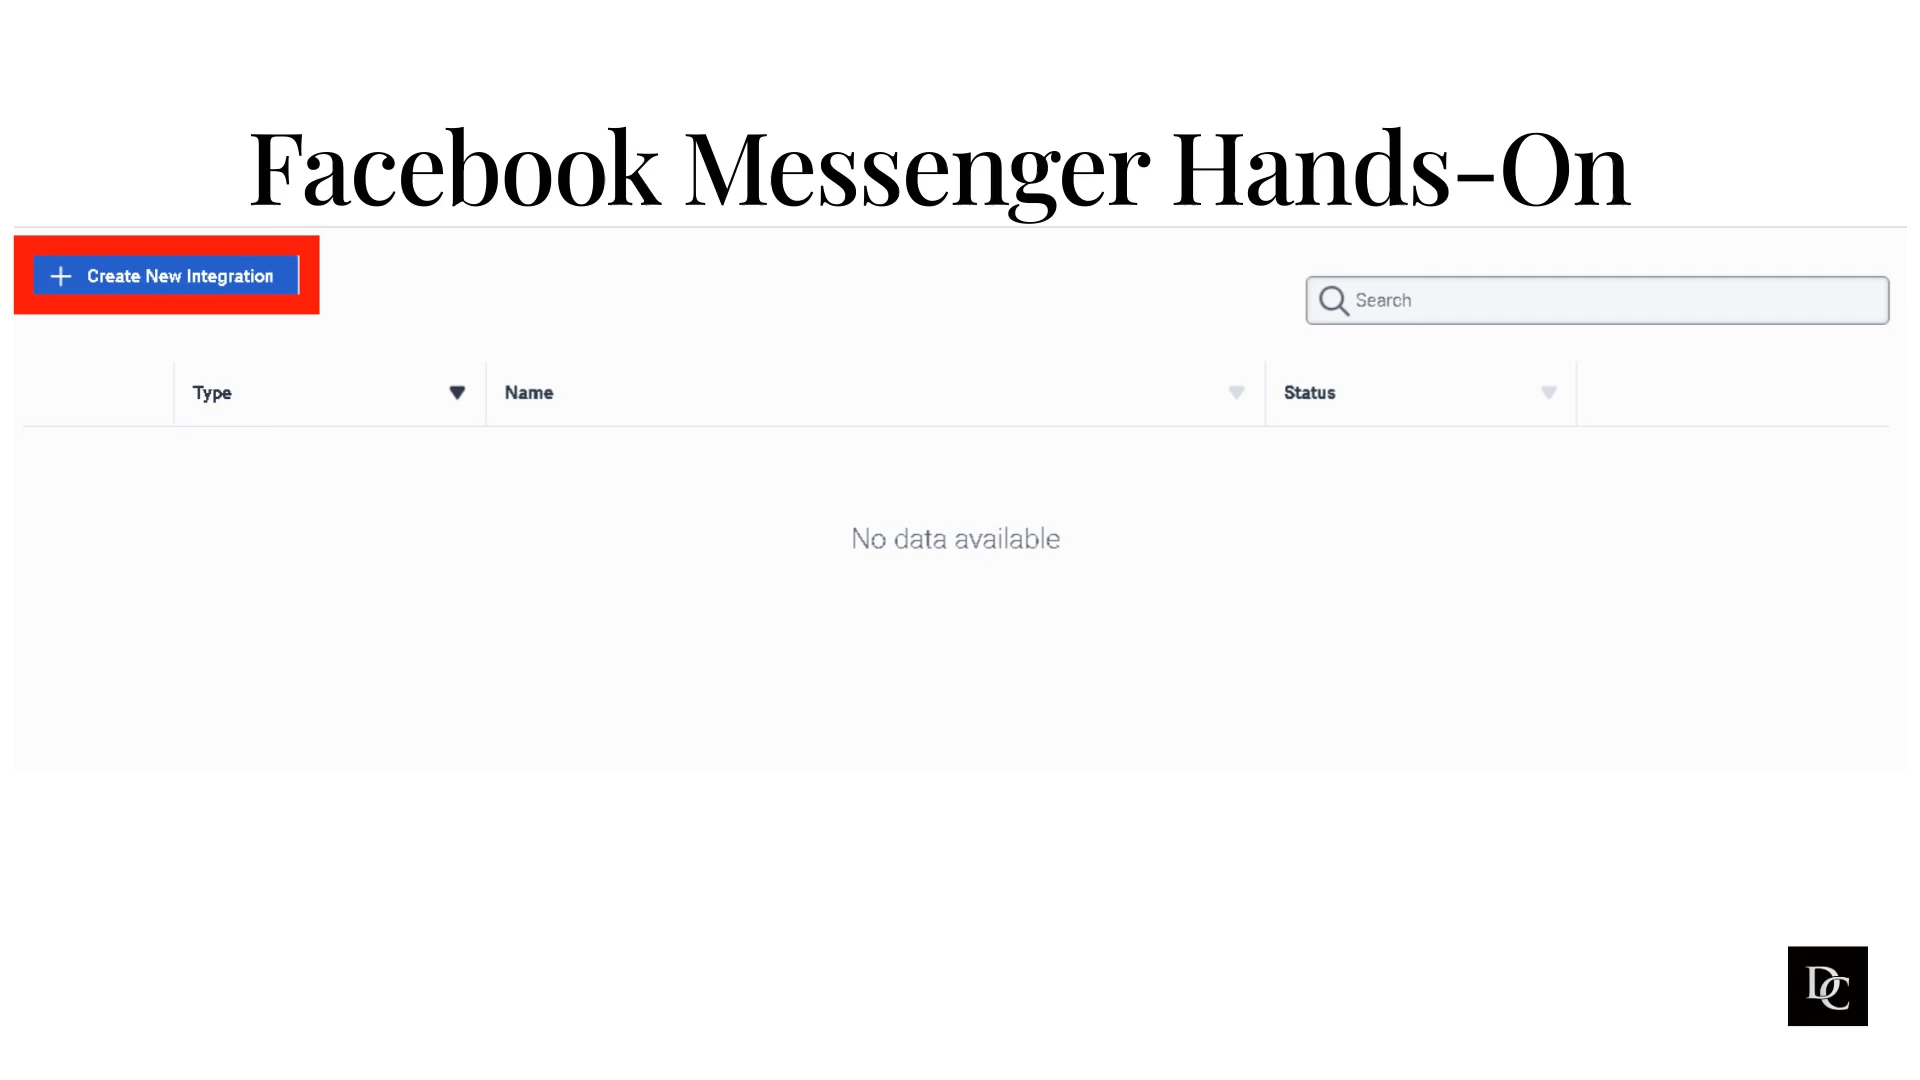 Facebook Messenger Hands-On
Create New Integration
Search
Type
Name
Status
No data available
DC